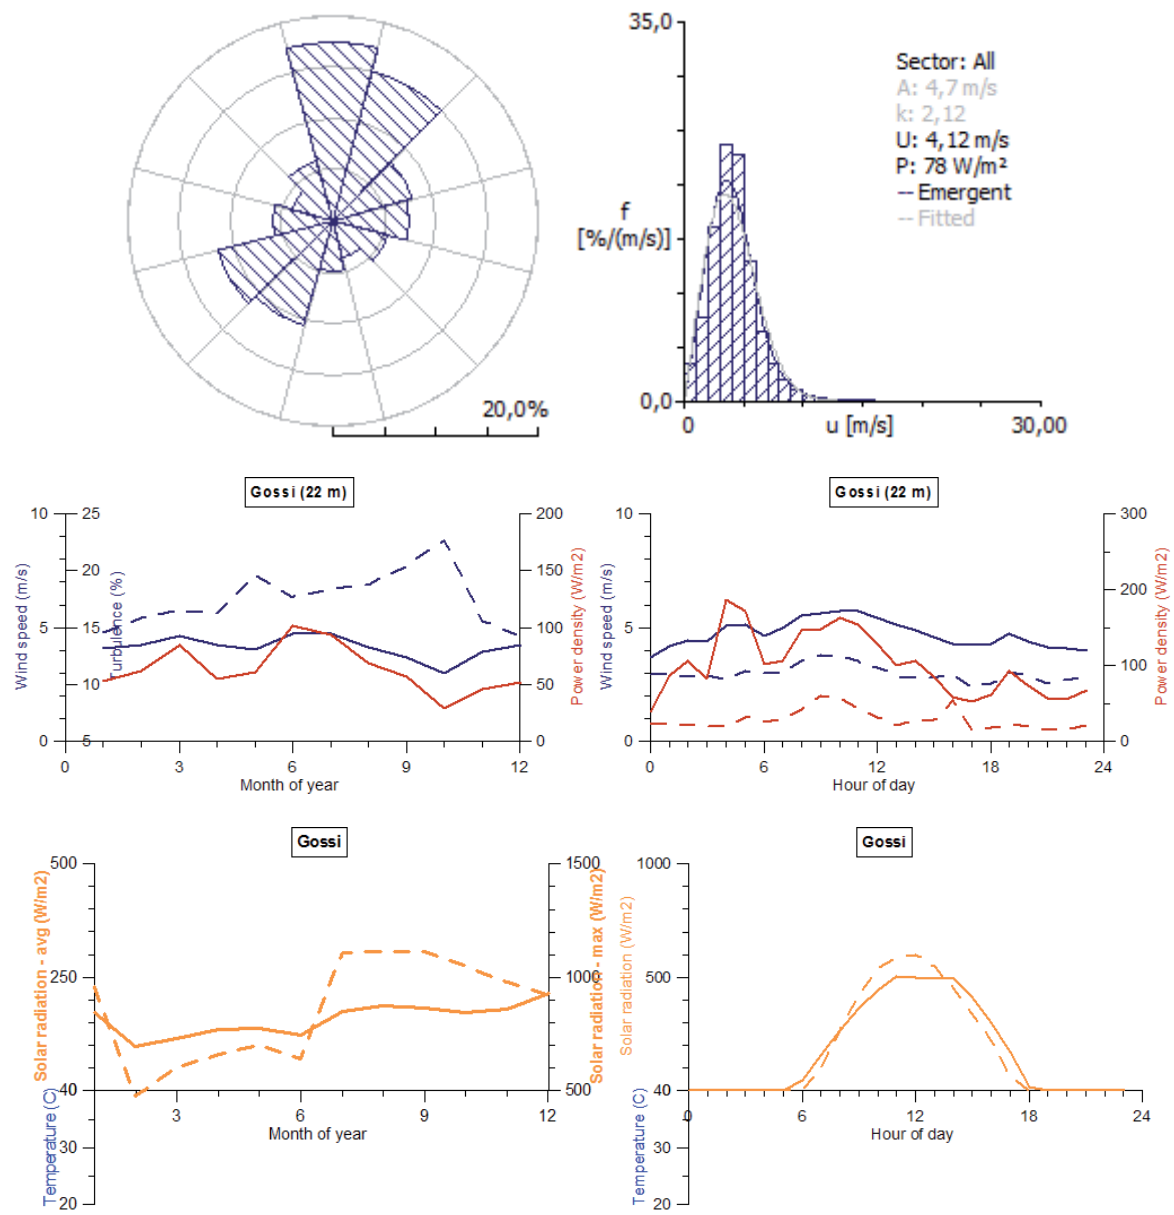 35,0
f
[%/(m/s)]
0,0
0
u [m/s]
30,00
Sector: All
A: 4,7 m/s
k: 2,12
U: 4,12 m/s
P: 78 W/m²
-- Emergent
-- Fitted
20,0%
Gossi (22 m)
10
5
0
Wind speed (m/s)
25
20
15
10
5
Turbulence (%)
200
150
100
50
0
Power density (W/m2)
0
3
6
9
12
Month of year
Gossi (22 m)
10
5
0
Wind speed (m/s)
300
200
100
0
Power density (W/m2)
0
6
12
18
24
Hour of day
Gossi
500
250
40
30
20
Solar radiation - avg (W/m2)
Temperature (C)
1500
1000
500
Solar radiation - max (W/m2)
3
6
9
12
Month of year
Gossi
1000
500
40
30
20
Solar radiation (W/m2)
Temperature (C)
0
6
12
18
24
Hour of day